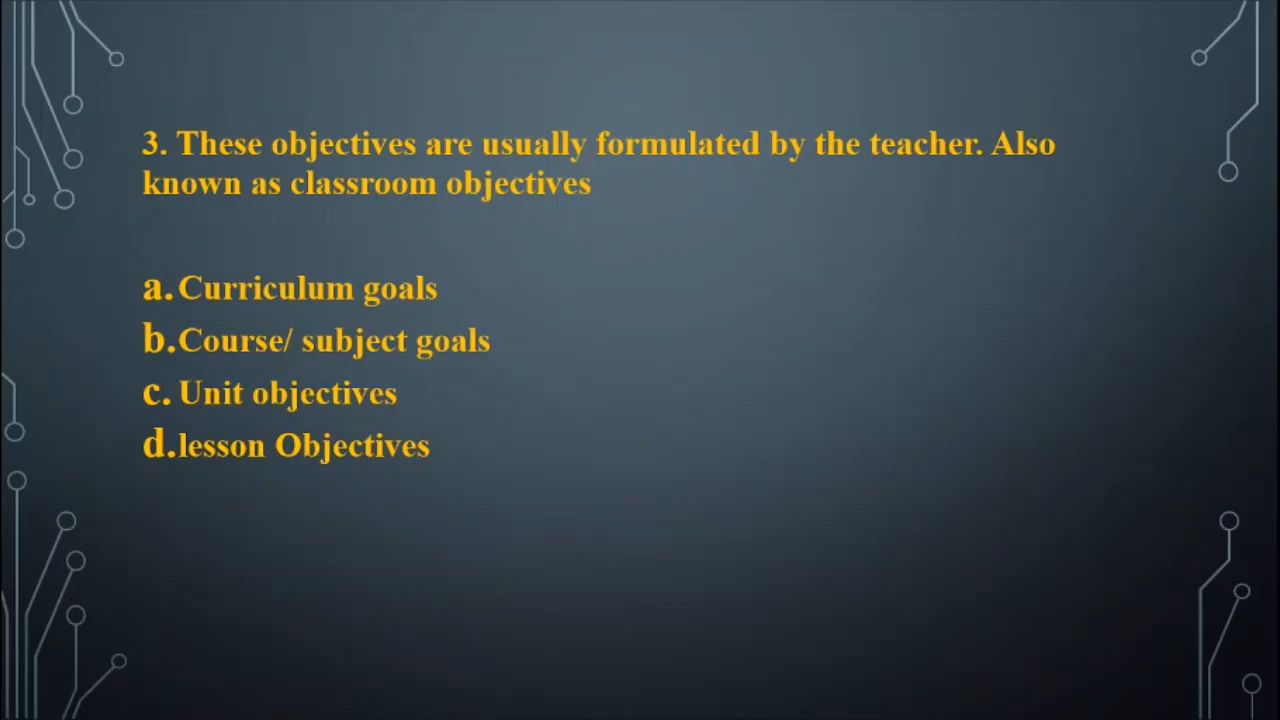 3. These objectives are usually formulated by the teacher. Also
known as classroom objectives
a. Curriculum goals
b. Course/ subject goals
c. Unit objectives
d. lesson Objectives